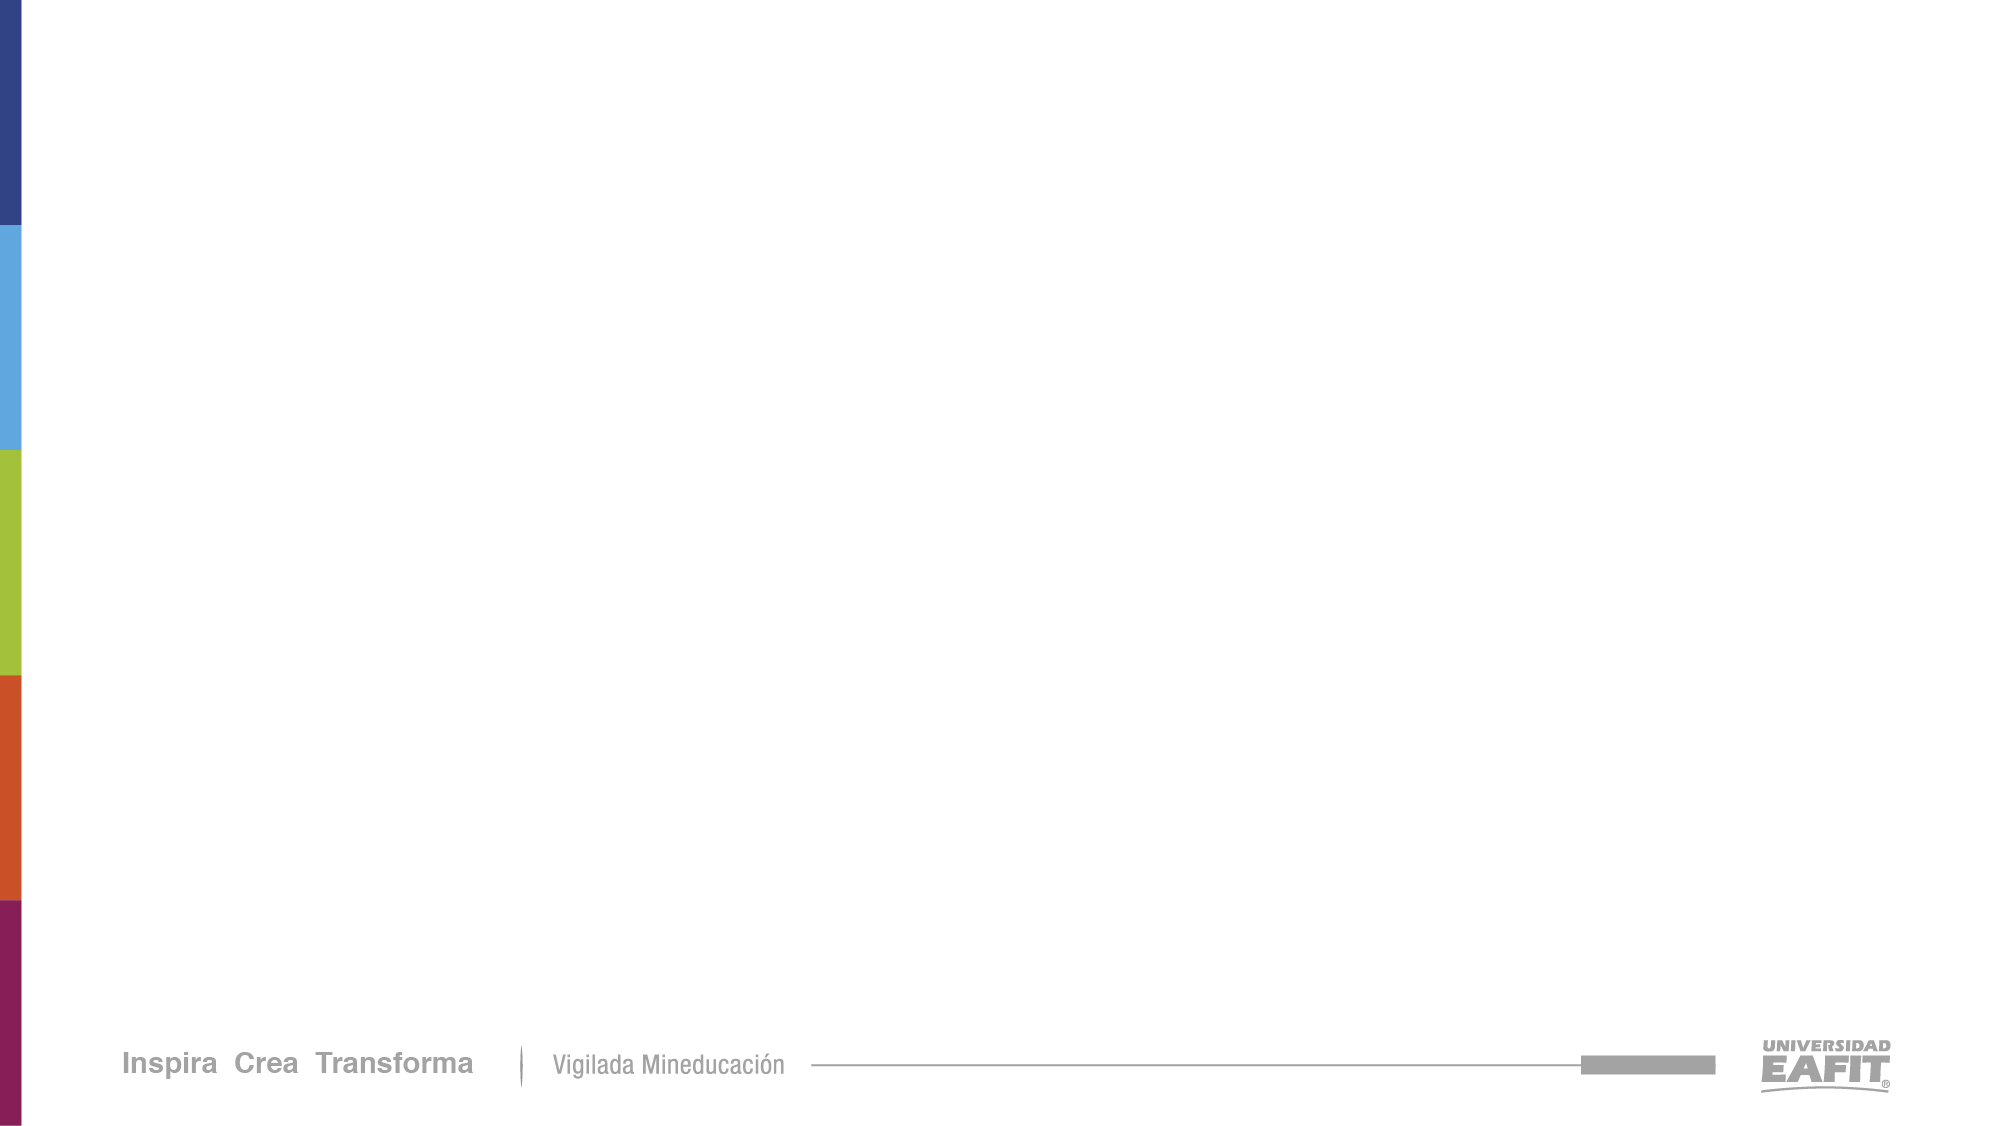 Inspira Crea Transforma
Vigilada Mineducación
UNIVERSIDAD
EAFIT®